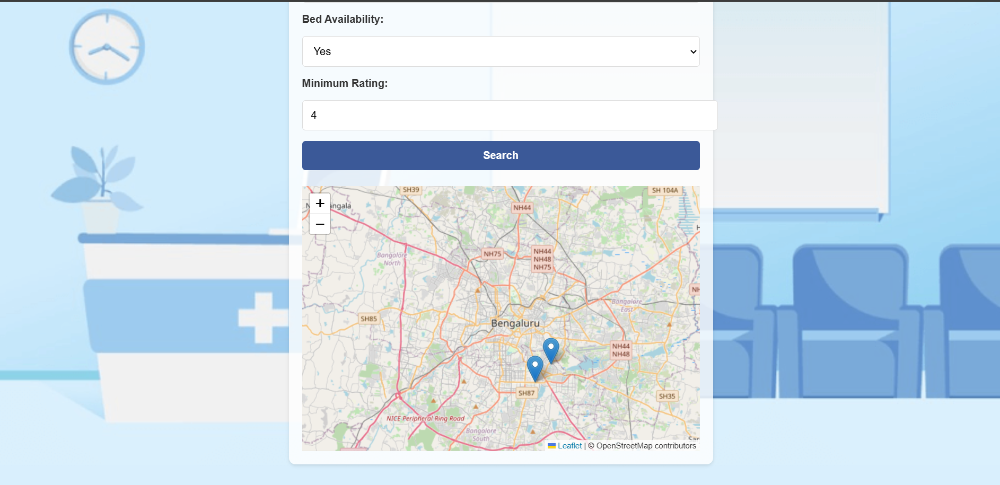 Bed Availability:
Yes
Minimum Rating:
4
Search
SH39
SH 104A
+
angala
NH44
−
NH75
NH44
NH48
NH75
Bangalore
North
NH
Bangalore
East
SH85
Bengaluru
NH44
NH48
SH87
SH35
NICE Peripheral Ring Road
Bangalore
South
Sar
Leaflet | © OpenStreetMap contributors